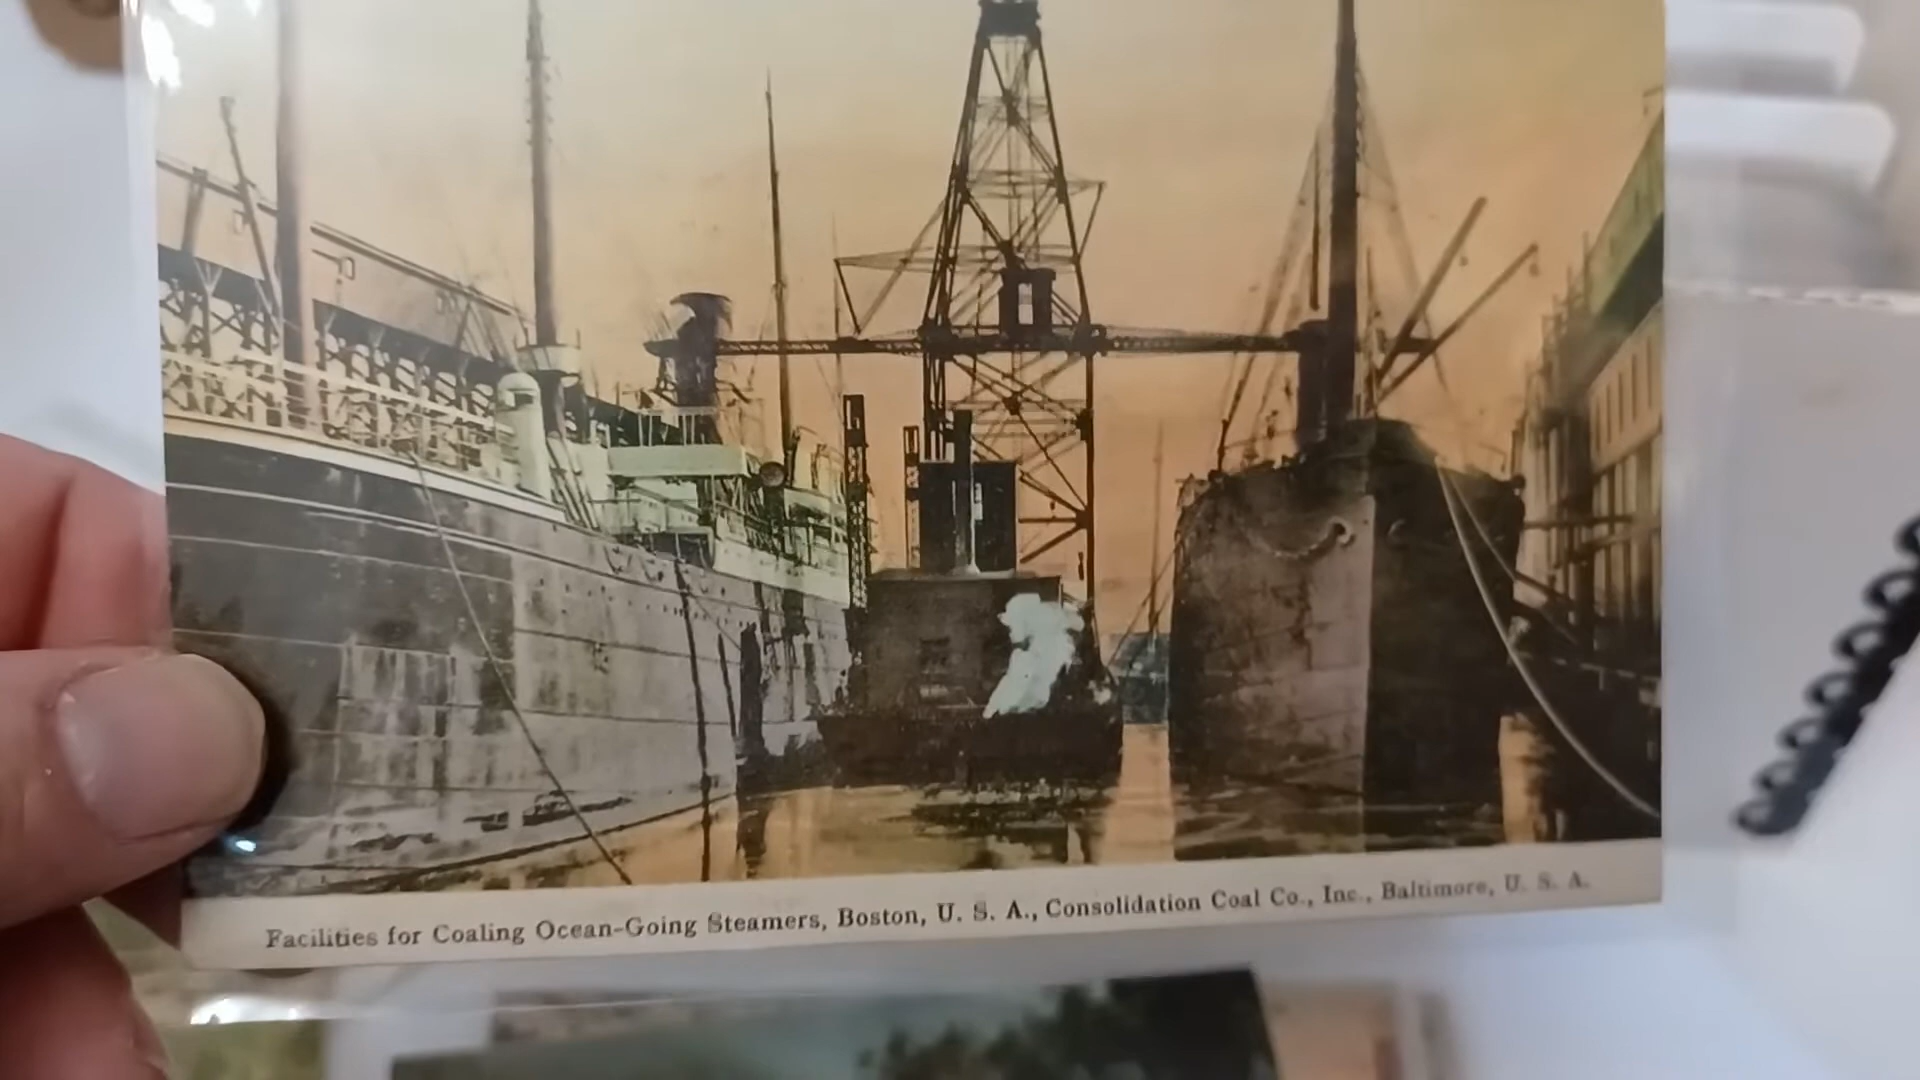 Facilities for Coaling Ocean-Going Steamers, Boston, U. S. A., Consolidation Coal Co., Inc., Baltimore, U. S. A.